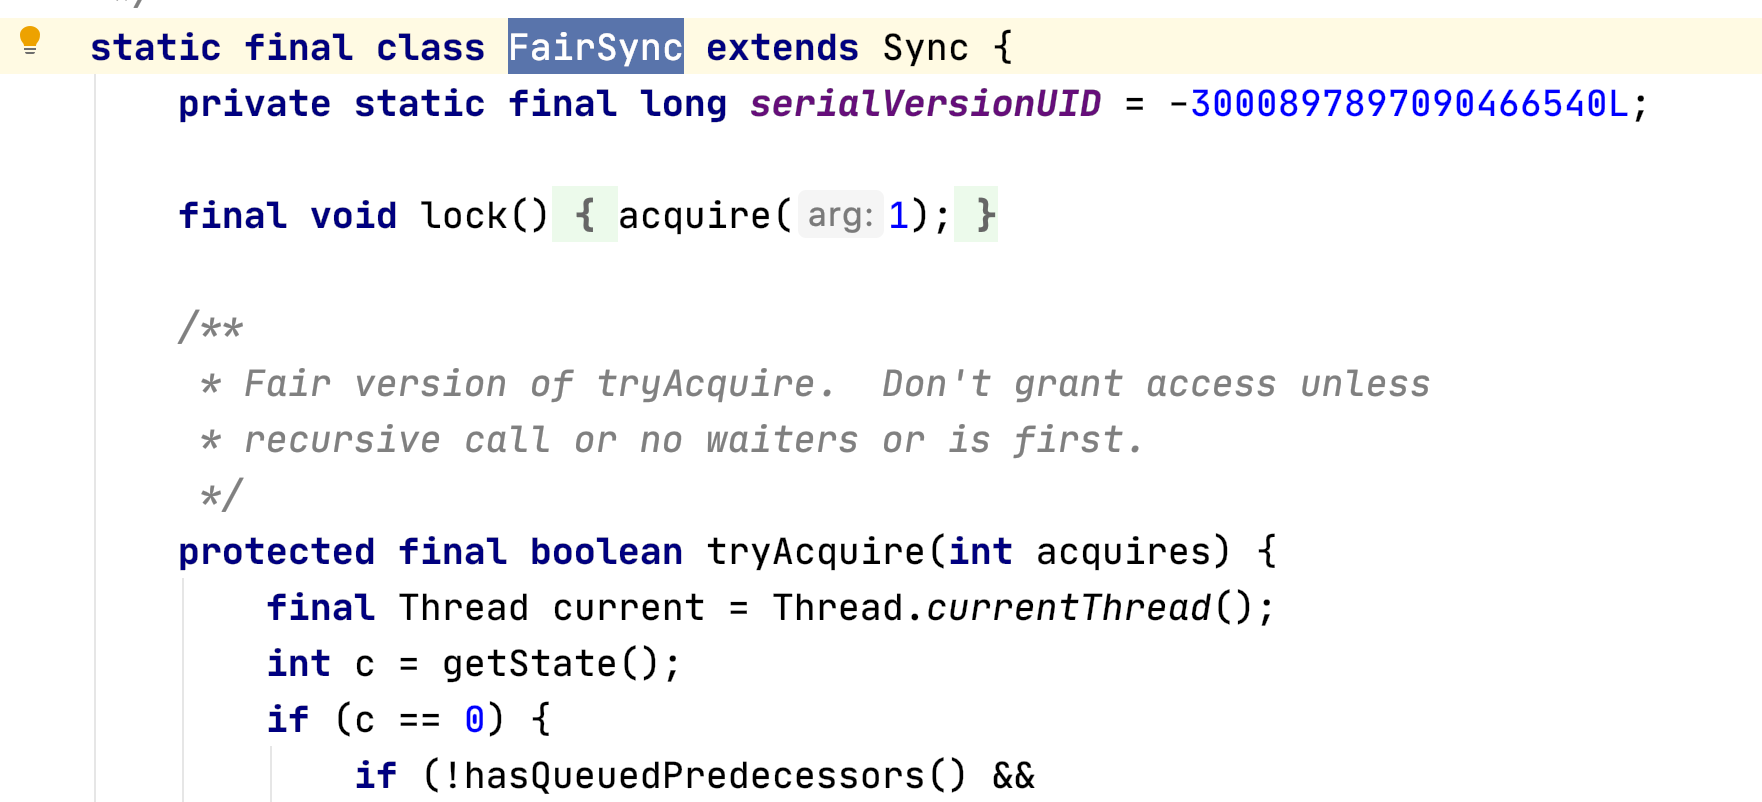 */
static final class FairSync extends Sync {
private static final long serialVersionUID = -3000897897090466540L;
final void lock() { acquire( arg: 1); }
/**
* Fair version of tryAcquire.  Don't grant access unless
* recursive call or no waiters or is first.
*/
protected final boolean tryAcquire(int acquires) {
final Thread current = Thread.currentThread();
int c = getState();
if (c == 0) {
if (!hasQueuedPredecessors() &&